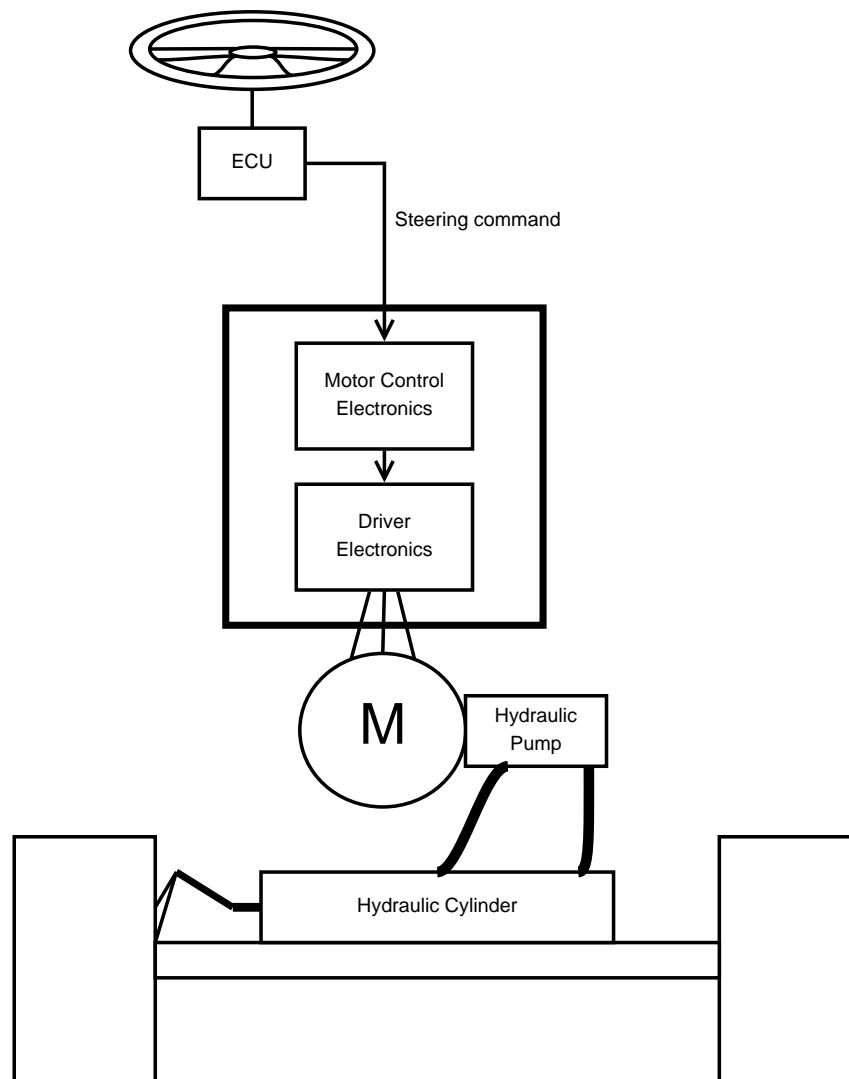 ECU
Steering command
Motor Control
Electronics
Driver
Electronics
M
Hydraulic
Pump
Hydraulic Cylinder